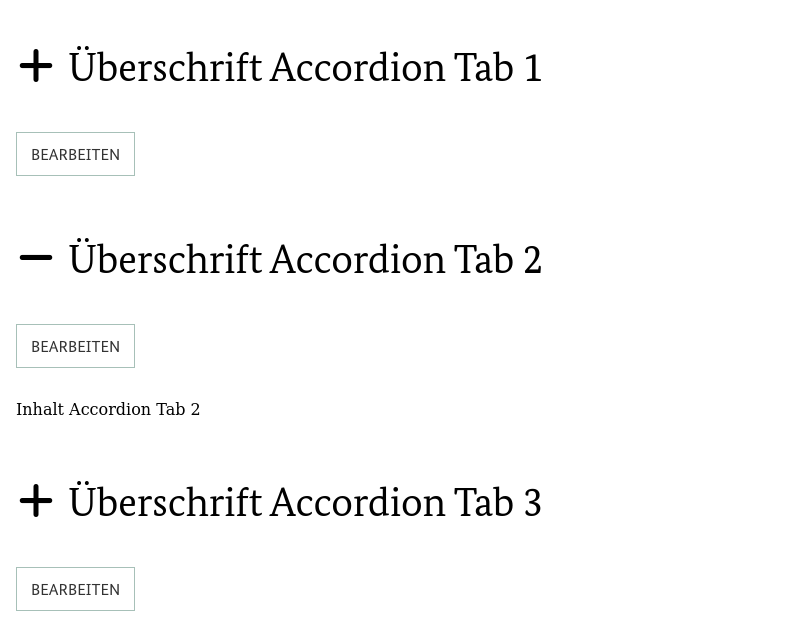 Überschrift Accordion Tab 1
BEARBEITEN
Überschrift Accordion Tab 2
BEARBEITEN
Inhalt Accordion Tab 2
Überschrift Accordion Tab 3
BEARBEITEN